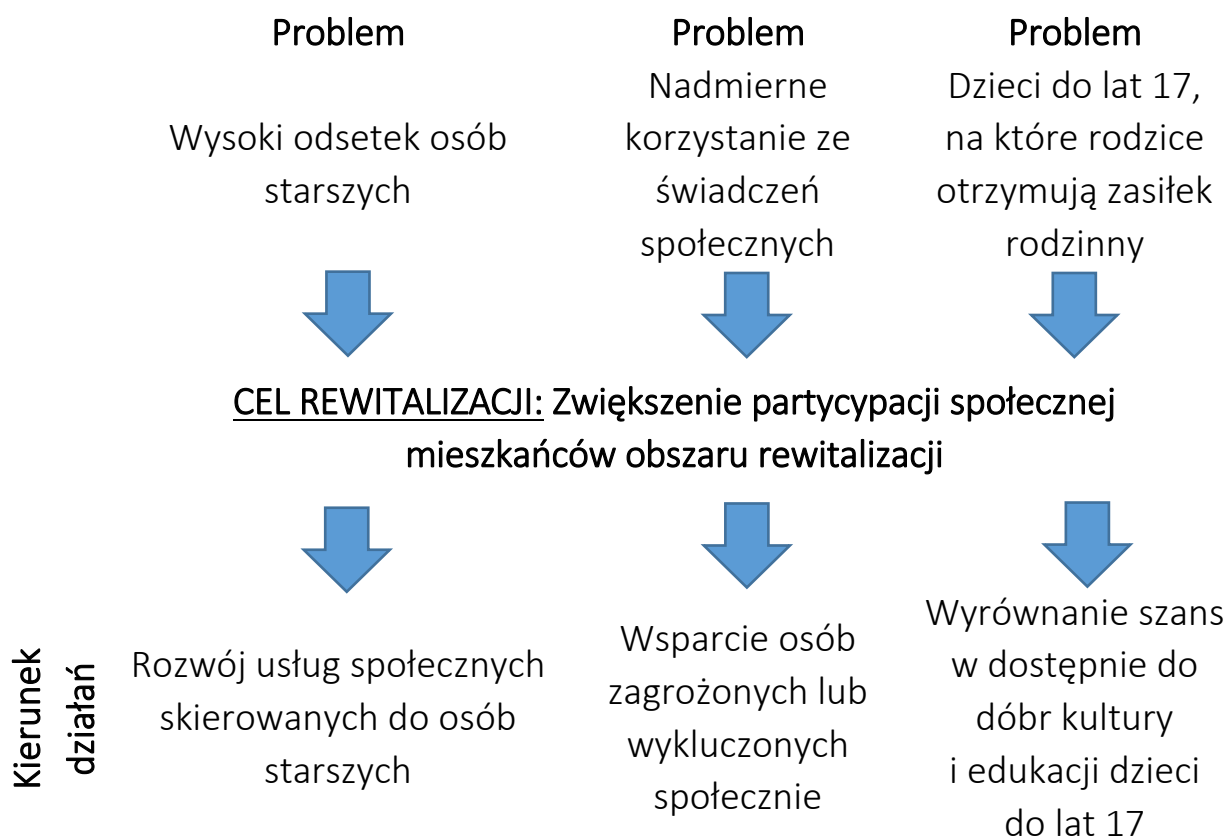 Problem
Wysoki odsetek osób
starszych
Problem
Nadmierne
korzystanie ze
świadczeń
społecznych
Problem
Dzieci do lat 17,
na które rodzice
otrzymują zasiłek
rodzinny
CEL REWITALIZACJI: Zwiększenie partycypacji społecznej
mieszkańców obszaru rewitalizacji
Kierunek
działań
Rozwój usług społecznych
skierowanych do osób
starszych
Wsparcie osób
zagrożonych lub
wykluczonych
społecznie
Wyrównanie szans
w dostępnie do
dóbr kultury
i edukacji dzieci
do lat 17